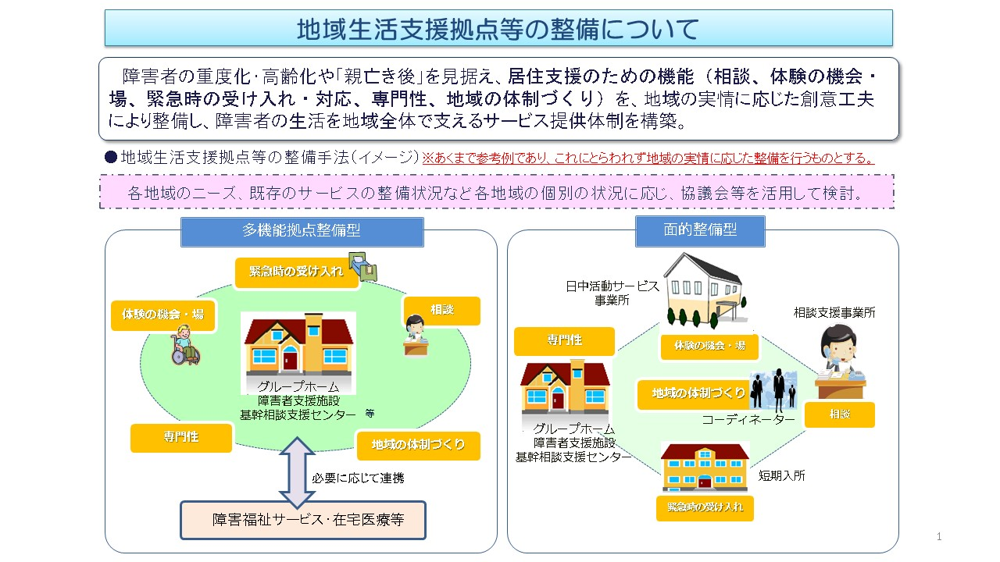 地域生活支援拠点等の整備について
障害者の重度化・高齢化や「親亡き後」を見据え、居住支援のための機能（相談、体験の機会・
場、緊急時の受け入れ・対応、専門性、地域の体制づくり）を、地域の実情に応じた創意工夫
により整備し、障害者の生活を地域全体で支えるサービス提供体制を構築。
●地域生活支援拠点等の整備手法（イメージ）※あくまで参考例であり、これにとらわれず地域の実情に応じた整備を行うものとする。
各地域のニーズ、既存のサービスの整備状況など各地域の個別の状況に応じ、協議会等を活用して検討。
多機能拠点整備型
緊急時の受け入れ
体験の機会・場
相談
グループホーム
障害者支援施設
基幹相談支援センター 等
専門性
地域の体制づくり
必要に応じて連携
障害福祉サービス・在宅医療等
面的整備型
日中活動サービス
事業所
相談支援事業所
専門性
体験の機会・場
地域の体制づくり
コーディネーター
相談
グループホーム
障害者支援施設
基幹相談支援センター
短期入所
緊急時の受け入れ
1